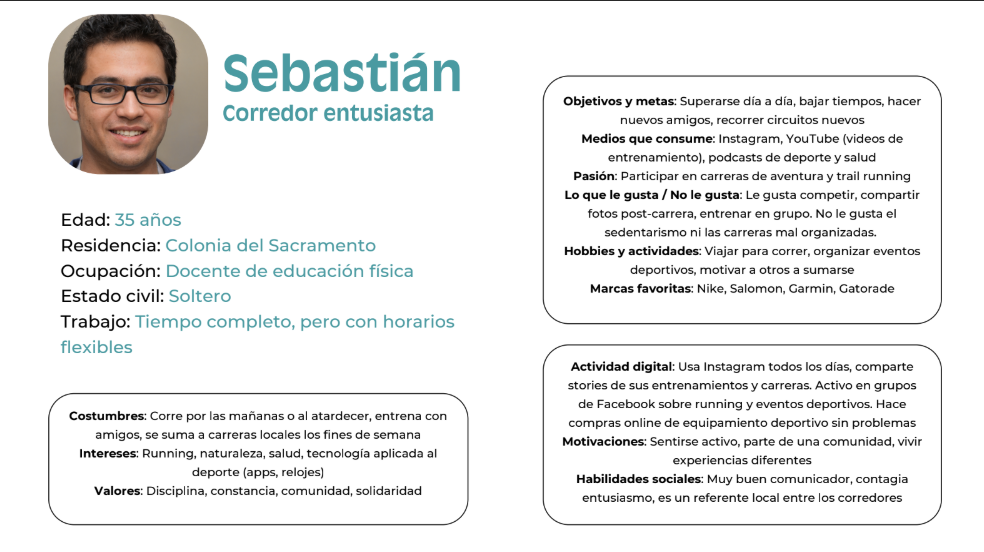 Sebastián
Corredor entusiasta
Edad: 35 años
Residencia: Colonia del Sacramento
Ocupación: Docente de educación física
Estado civil: Soltero
Trabajo: Tiempo completo, pero con horarios
flexibles
Costumbres: Corre por las mañanas o al atardecer, entrena con
amigos, se suma a carreras locales los fines de semana
Intereses: Running, naturaleza, salud, tecnología aplicada al
deporte (apps, relojes)
Valores: Disciplina, constancia, comunidad, solidaridad
Objetivos y metas: Superarse día a día, bajar tiempos, hacer
nuevos amigos, recorrer circuitos nuevos
Medios que consume: Instagram, YouTube (videos de
entrenamiento), podcasts de deporte y salud
Pasión: Participar en carreras de aventura y trail running
Lo que le gusta / No le gusta: Le gusta competir, compartir
fotos post-carrera, entrenar en grupo. No le gusta el
sedentarismo ni las carreras mal organizadas.
Hobbies y actividades: Viajar para correr, organizar eventos
deportivos, motivar a otros a sumarse
Marcas favoritas: Nike, Salomon, Garmin, Gatorade
Actividad digital: Usa Instagram todos los días, comparte
stories de sus entrenamientos y carreras. Activo en grupos
de Facebook sobre running y eventos deportivos. Hace
compras online de equipamiento deportivo sin problemas
Motivaciones: Sentirse activo, parte de una comunidad, vivir
experiencias diferentes
Habilidades sociales: Muy buen comunicador, contagia
entusiasmo, es un referente local entre los corredores